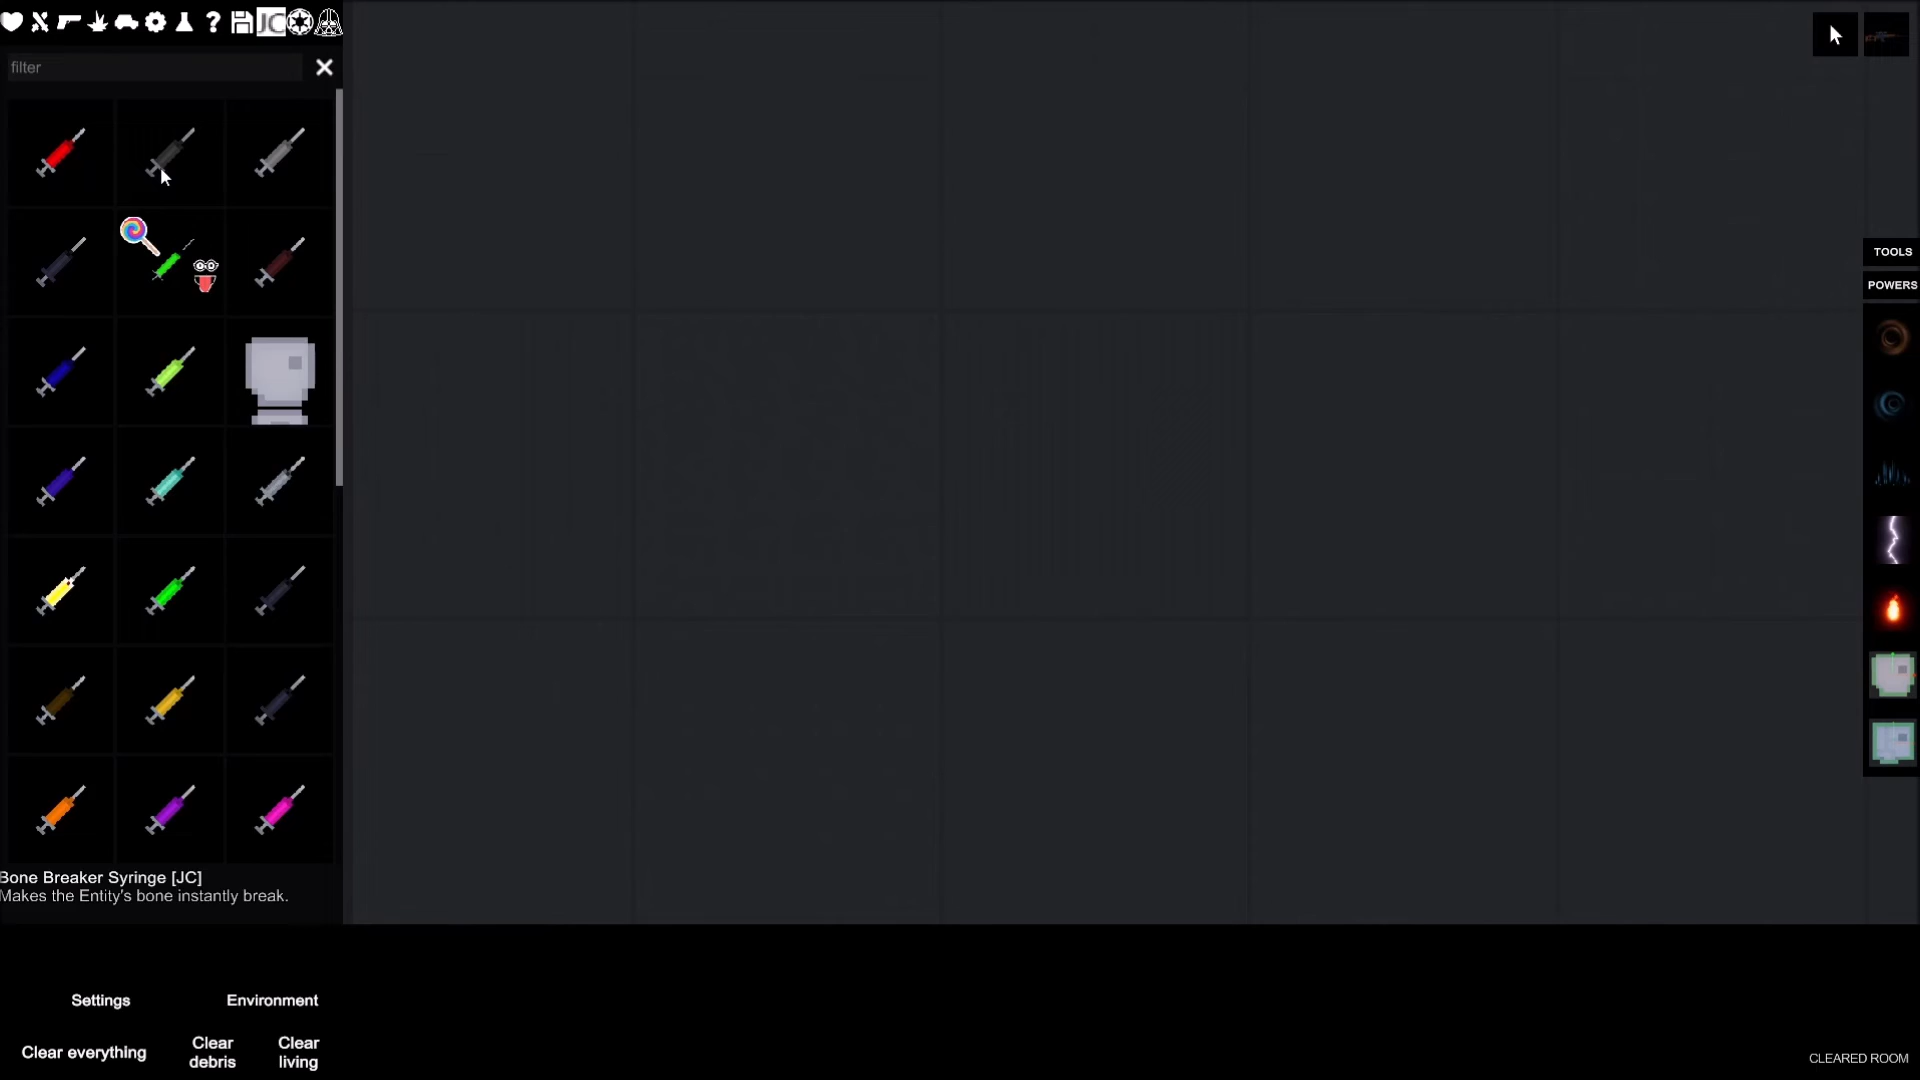 ? JC
filter
TOOLS
POWERS
Bone Breaker Syringe [JC]
Makes the Entity's bone instantly break.
Settings
Environment
Clear everything
Clear
debris
Clear
living
CLEARED ROOM